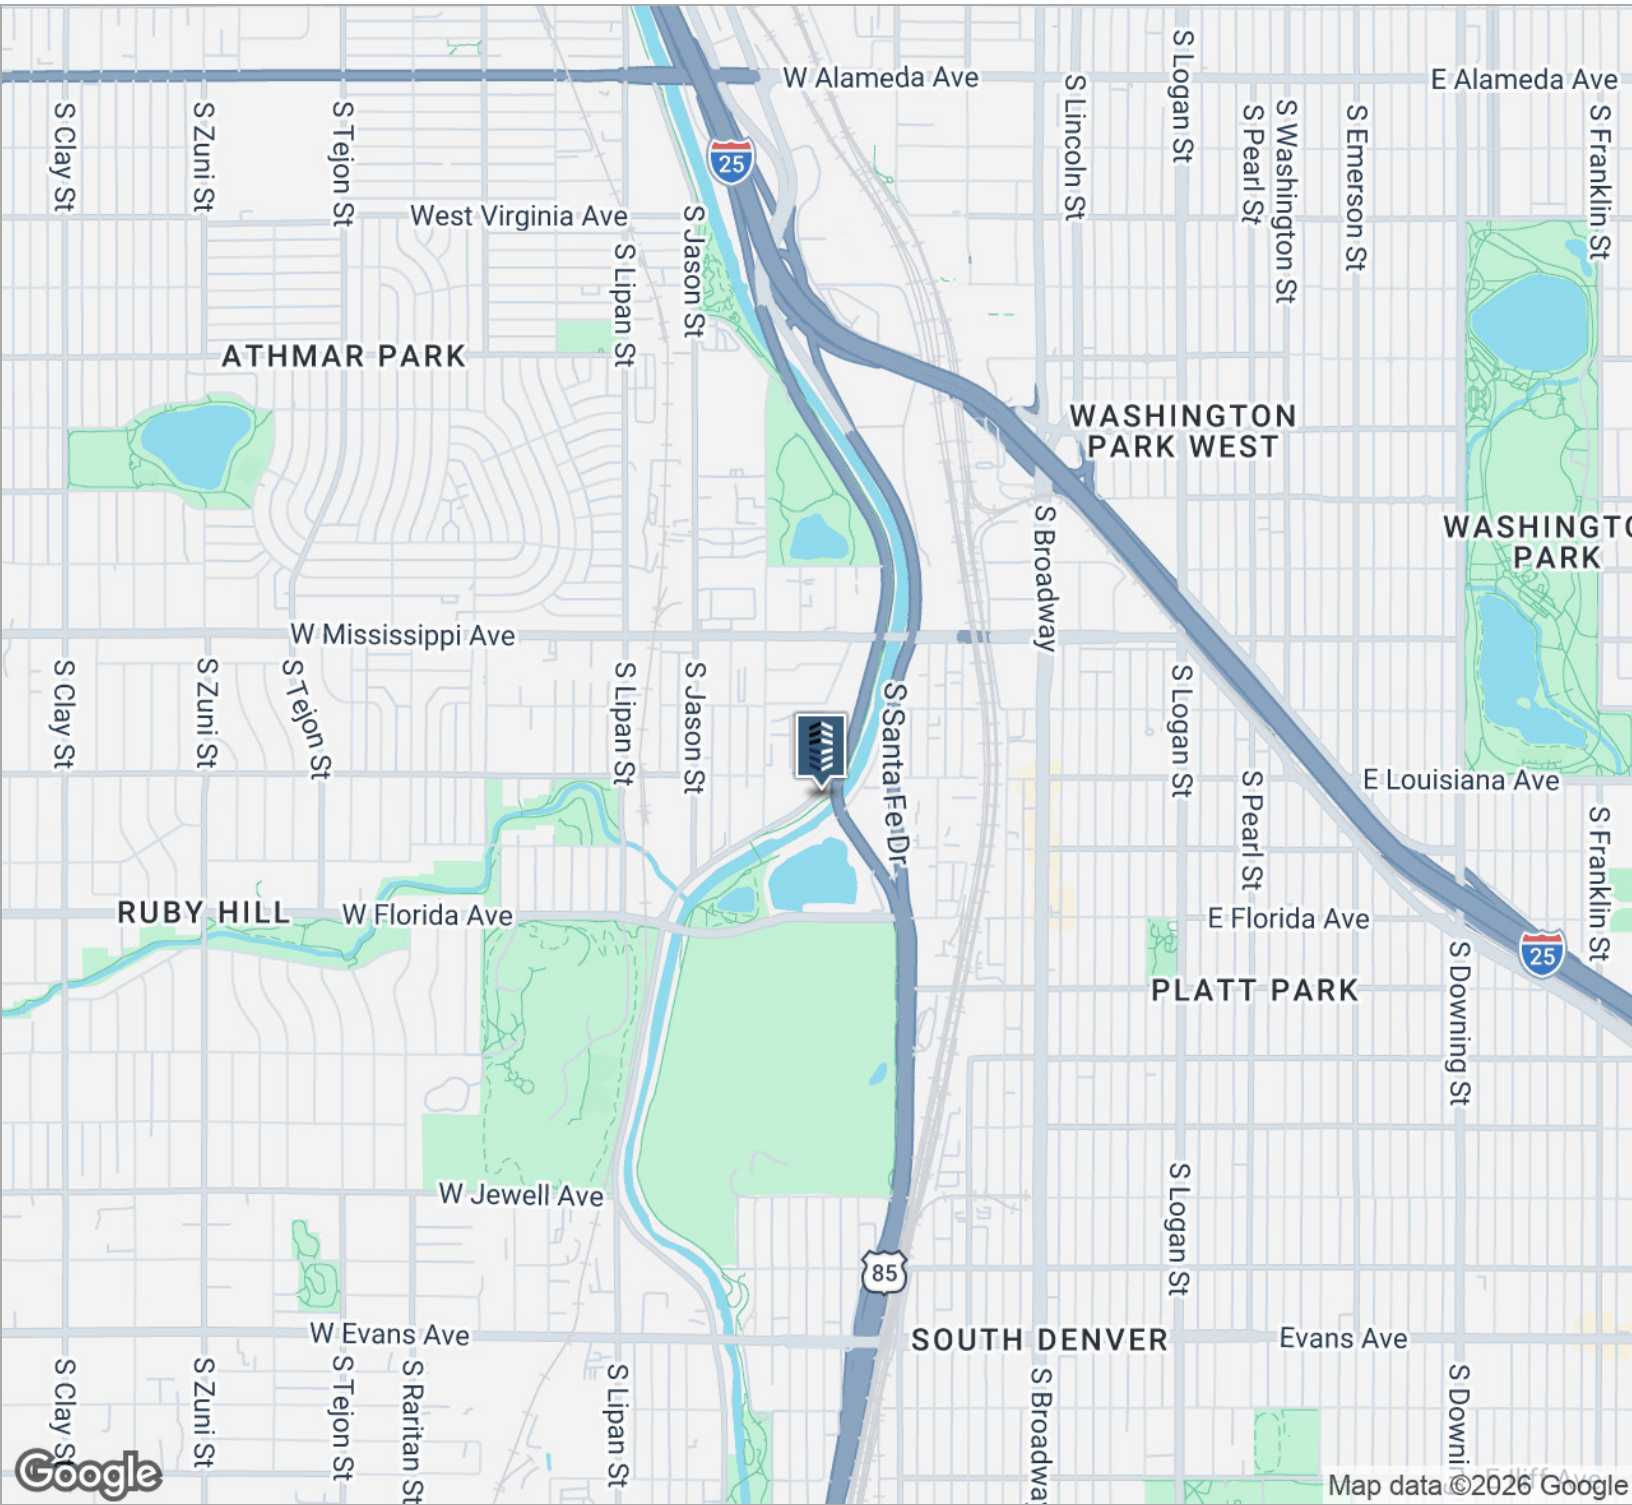 W Alameda Ave
E Alameda Ave
S Logan St
S Clay St
S Zuni St
S Tejon St
S Lincoln St
S Pearl St
S Washington St
S Emerson St
S Franklin St
25
West Virginia Ave
S Lipan St
S Jason St
ATHMAR PARK
WASHINGTON
PARK WEST
S Broadway
WASHINGTO
PARK
W Mississippi Ave
S Clay St
S Zuni St
S Tejon St
S Lipan St
S Jason St
S Santa Fe Dr
S Logan St
S Pearl St
E Louisiana Ave
S Franklin St
RUBY HILL
W Florida Ave
E Florida Ave
25
S Downing St
PLATT PARK
W Jewell Ave
S Logan St
85
W Evans Ave
SOUTH DENVER
Evans Ave
S Clay St
S Zuni St
S Tejon St
S Raritan St
S Lipan St
S Broadway
S Downin
Google
Map data ©2026 Google